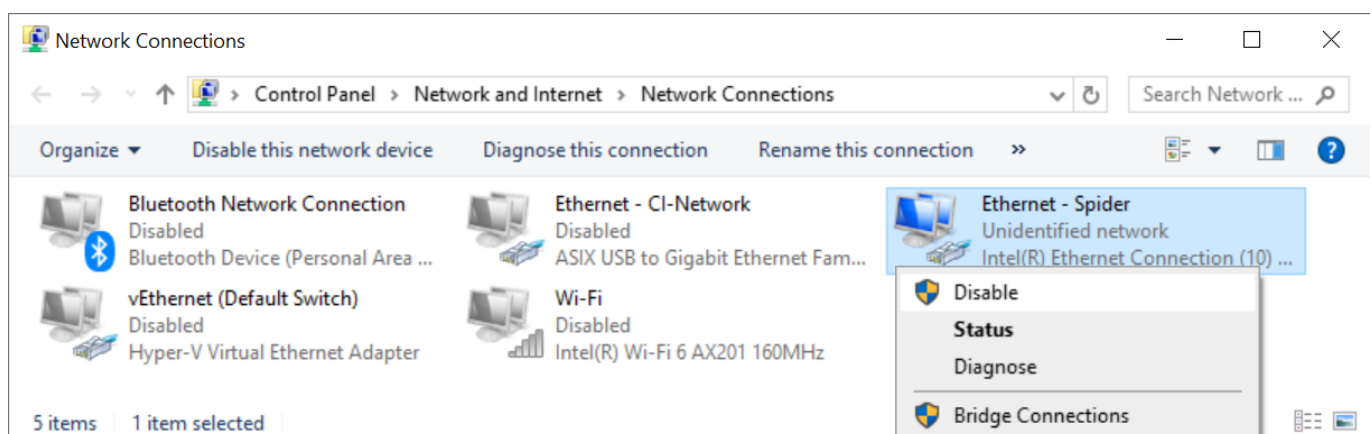 Network Connections
Control Panel > Network and Internet > Network Connections
Search Network ...
Organize Disable this network device Diagnose this connection Rename this connection »
Bluetooth Network Connection
Disabled
Bluetooth Device (Personal Area ...
Ethernet - CI-Network
Disabled
ASIX USB to Gigabit Ethernet Fam...
Ethernet - Spider
Unidentified network
Intel(R) Ethernet Connection (10) ...
vEthernet (Default Switch)
Disabled
Hyper-V Virtual Ethernet Adapter
Wi-Fi
Disabled
Intel(R) Wi-Fi 6 AX201 160MHz
Disable
Status
Diagnose
Bridge Connections
5 items 1 item selected